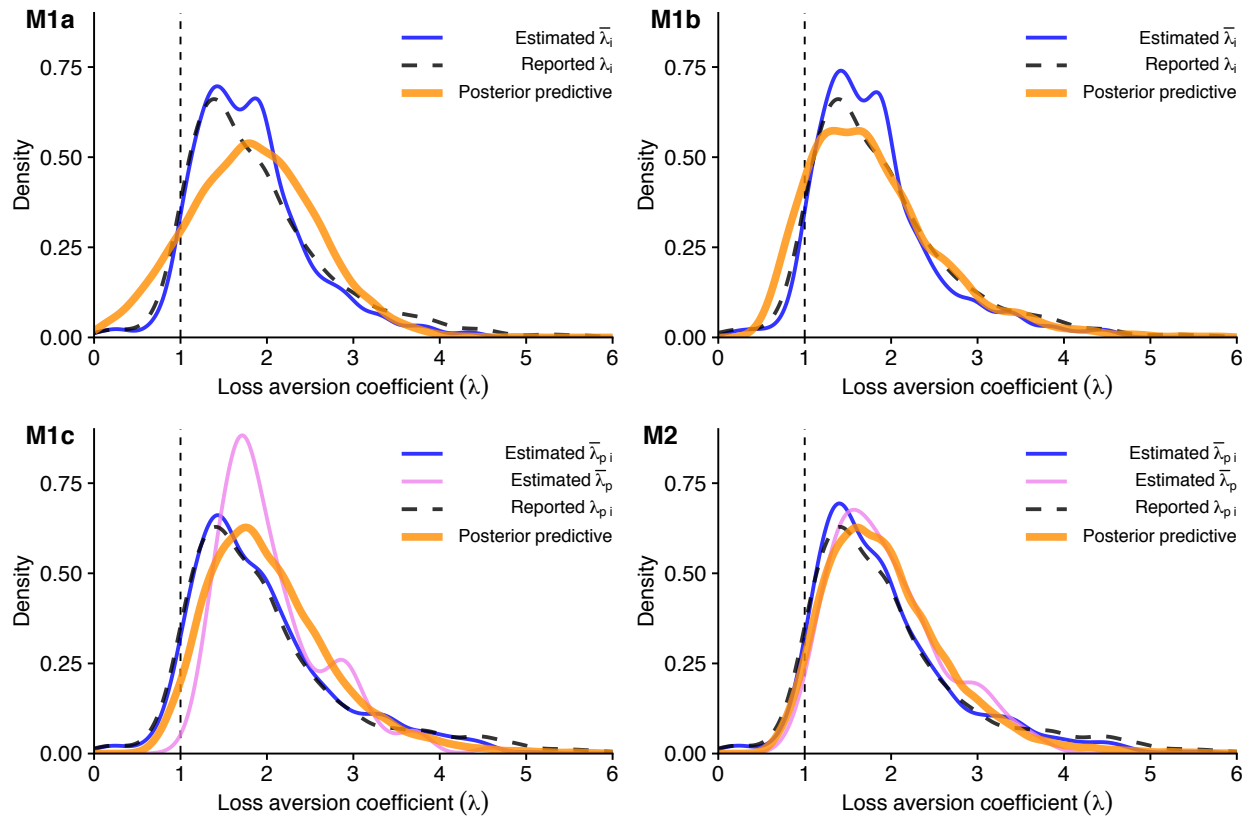 M1a
Estimated λ̅ i
Reported λ i
Posterior predictive
0.75
0.50
0.25
0.00
Density
0 1 2 3 4 5 6
Loss aversion coefficient (λ)
M1b
Estimated λ̅ i
Reported λ i
Posterior predictive
0.75
0.50
0.25
0.00
Density
0 1 2 3 4 5 6
Loss aversion coefficient (λ)
M1c
Estimated λ̅ p i
Estimated λ̅ p
Reported λ p i
Posterior predictive
0.75
0.50
0.25
0.00
Density
0 1 2 3 4 5 6
Loss aversion coefficient (λ)
M2
Estimated λ̅ p i
Estimated λ̅ p
Reported λ p i
Posterior predictive
0.75
0.50
0.25
0.00
Density
0 1 2 3 4 5 6
Loss aversion coefficient (λ)